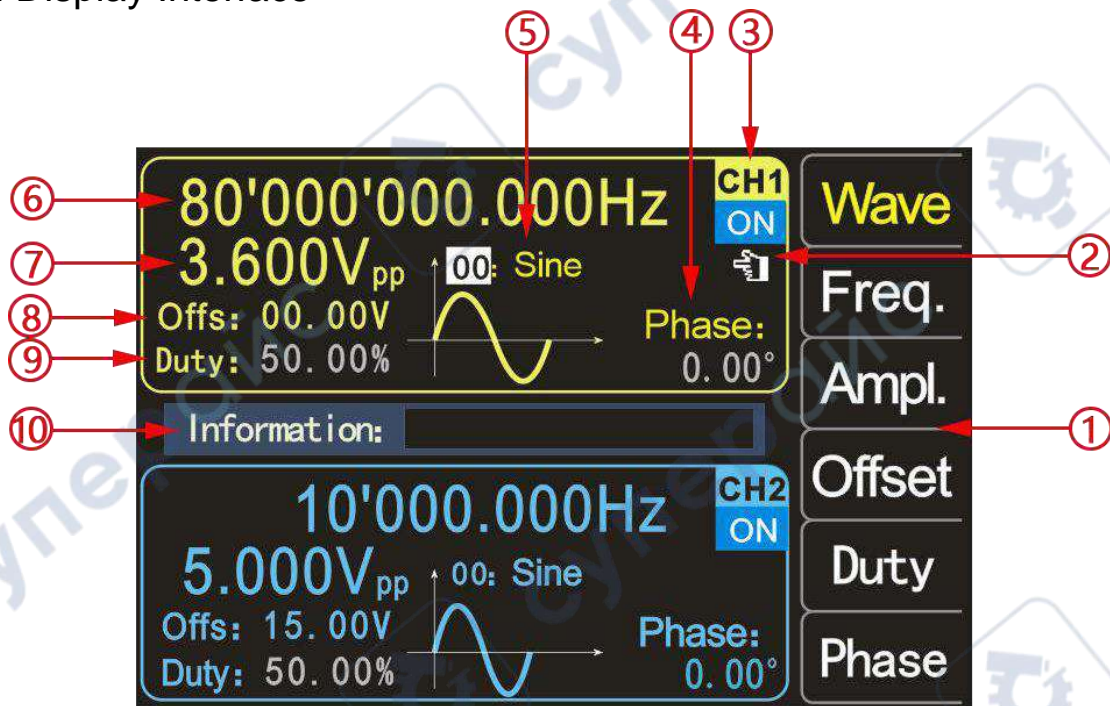 Display Interface
⑤ ④ ③
⑥ 80'000'000.000Hz CH1
ON
② 
⑦ 3.600Vpp 00: Sine
⑧ Offs: 00.00V Phase:
⑨ Duty: 50.00% 0.00°
⑩ Information:
10'000.000Hz CH2
ON
5.000Vpp 00: Sine
Offs: 15.00V Phase:
Duty: 50.00% 0.00°
Wave
Freq.
Ampl.
①
Offset
Duty
Phase
суперайс